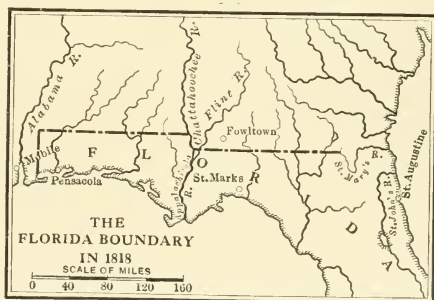 Alabama R.
Chattahoochee R.
Flint R.
Fowltown
Mobile
F L O R I D A
Pensacola
Appalachicola R.
St. Marks
St. Mary's R.
St. John's R.
St. Augustine
THE
FLORIDA BOUNDARY
IN 1818
SCALE OF MILES
0 40 80 120 160